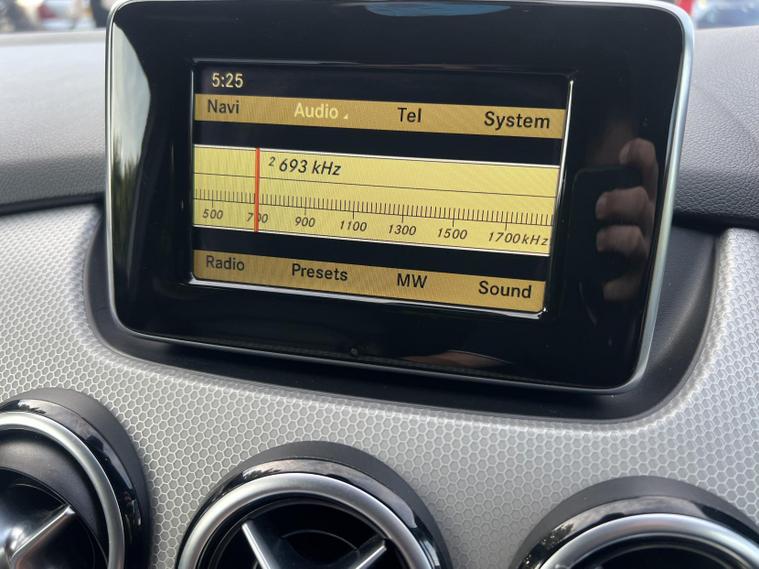 5:25
Navi Audio Tel System
2 693 kHz
500 700 900 1100 1300 1500 1700 kHz
Radio Presets MW Sound